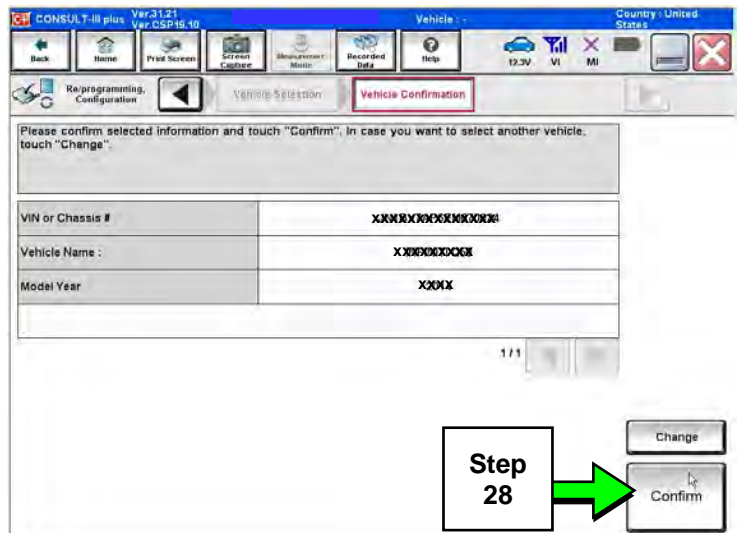 CONSULT-III plus Ver.31.21
Ver.CSP15.10
Vehicle : -
Country : United
States
Back
Home
Print Screen
Screen
Capture
Measurement
Mode
Recorded
Data
Help
12.3V
VI
MI
Re/programming,
Configuration
Vehicle Selection
Vehicle Confirmation
Please confirm selected information and touch "Confirm". In case you want to select another vehicle,
touch "Change".
VIN or Chassis #
Vehicle Name :
Model Year
XXXX
1/1
Change
Step
28
Confirm